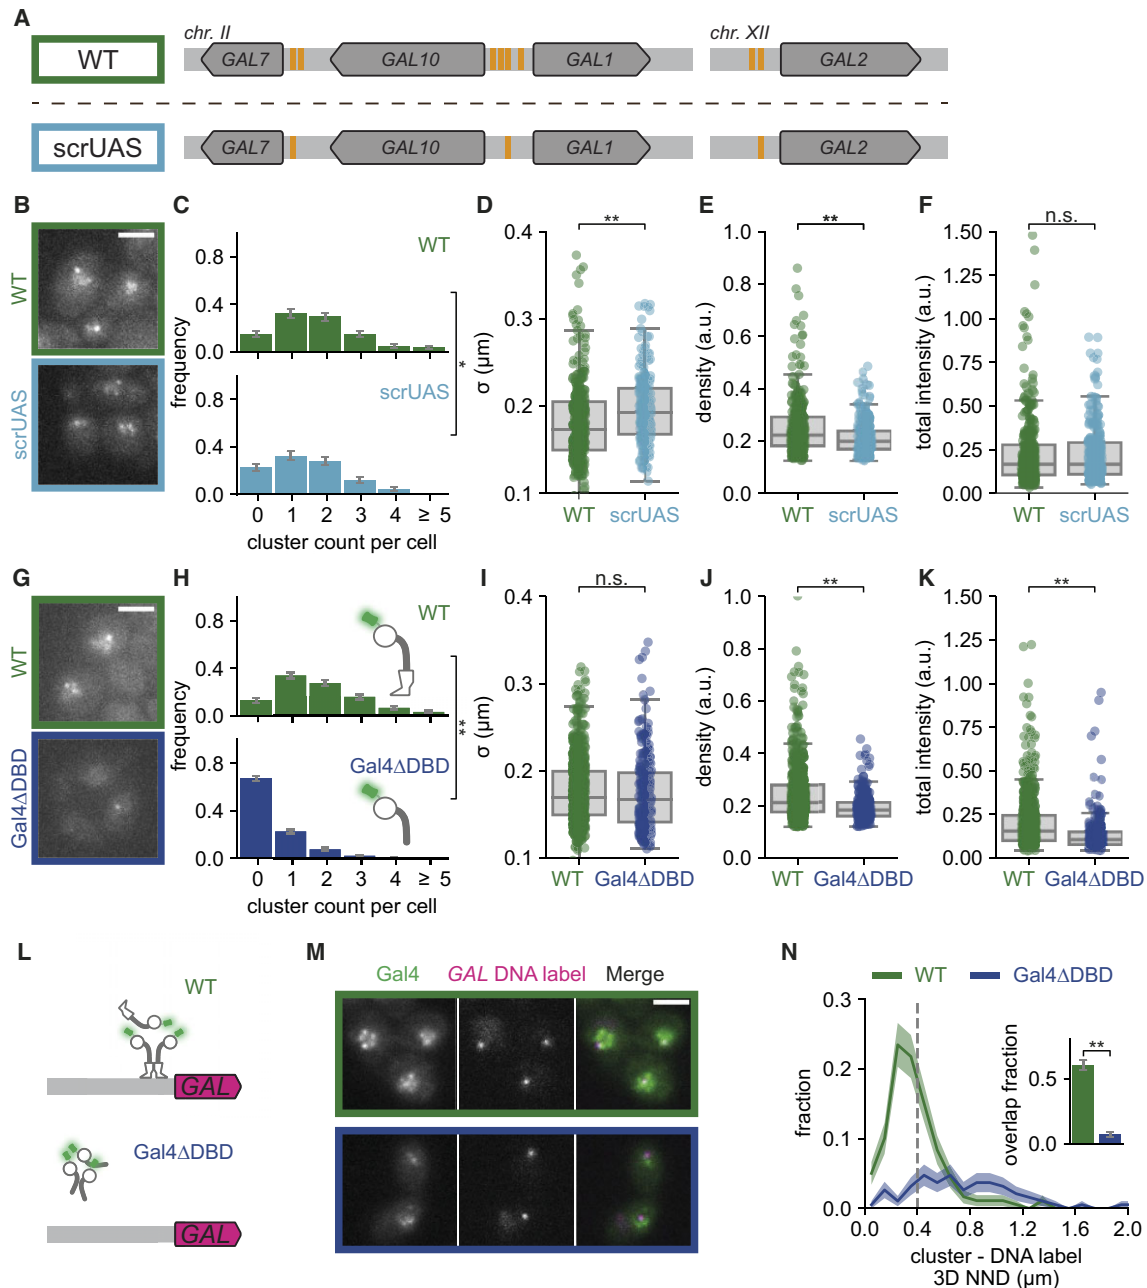 A
WT
chr. II
GAL7
GAL10
GAL1
chr. XII
GAL2
scrUAS
GAL7
GAL10
GAL1
GAL2
B
WT
scrUAS
C
WT
0.8
0.4
0.0
scrUAS
0.8
0.4
0.0
frequency
*
0 1 2 3 4 ≥ 5
cluster count per cell
D
**
0.4
0.3
0.2
0.1
σ (μm)
WT scrUAS
E
**
1.0
0.8
0.6
0.4
0.2
0.0
density (a.u.)
WT scrUAS
F
n.s.
1.50
1.25
1.00
0.75
0.50
0.25
0.00
total intensity (a.u.)
WT scrUAS
G
WT
Gal4ΔDBD
H
WT
0.8
0.4
0.0
Gal4ΔDBD
0.8
0.4
0.0
frequency
**
0 1 2 3 4 ≥ 5
cluster count per cell
I
n.s.
0.4
0.3
0.2
0.1
σ (μm)
WT Gal4ΔDBD
J
**
1.0
0.8
0.6
0.4
0.2
0.0
density (a.u.)
WT Gal4ΔDBD
K
**
1.50
1.25
1.00
0.75
0.50
0.25
0.00
total intensity (a.u.)
WT Gal4ΔDBD
L
WT
GAL
Gal4ΔDBD
GAL
M
Gal4 GAL DNA label Merge
N
WT Gal4ΔDBD
0.3
0.2
0.1
0.0
fraction
**
0.5
0.0
overlap fraction
0.0 0.4 0.8 1.2 1.6 2.0
cluster - DNA label
3D NND (μm)